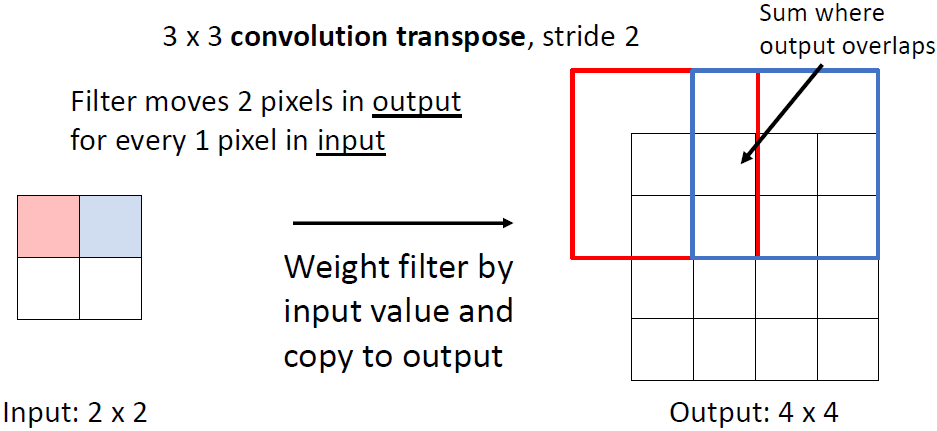 3 x 3 convolution transpose, stride 2
Sum where
output overlaps
Filter moves 2 pixels in output
for every 1 pixel in input
Weight filter by
input value and
copy to output
Input: 2 x 2
Output: 4 x 4